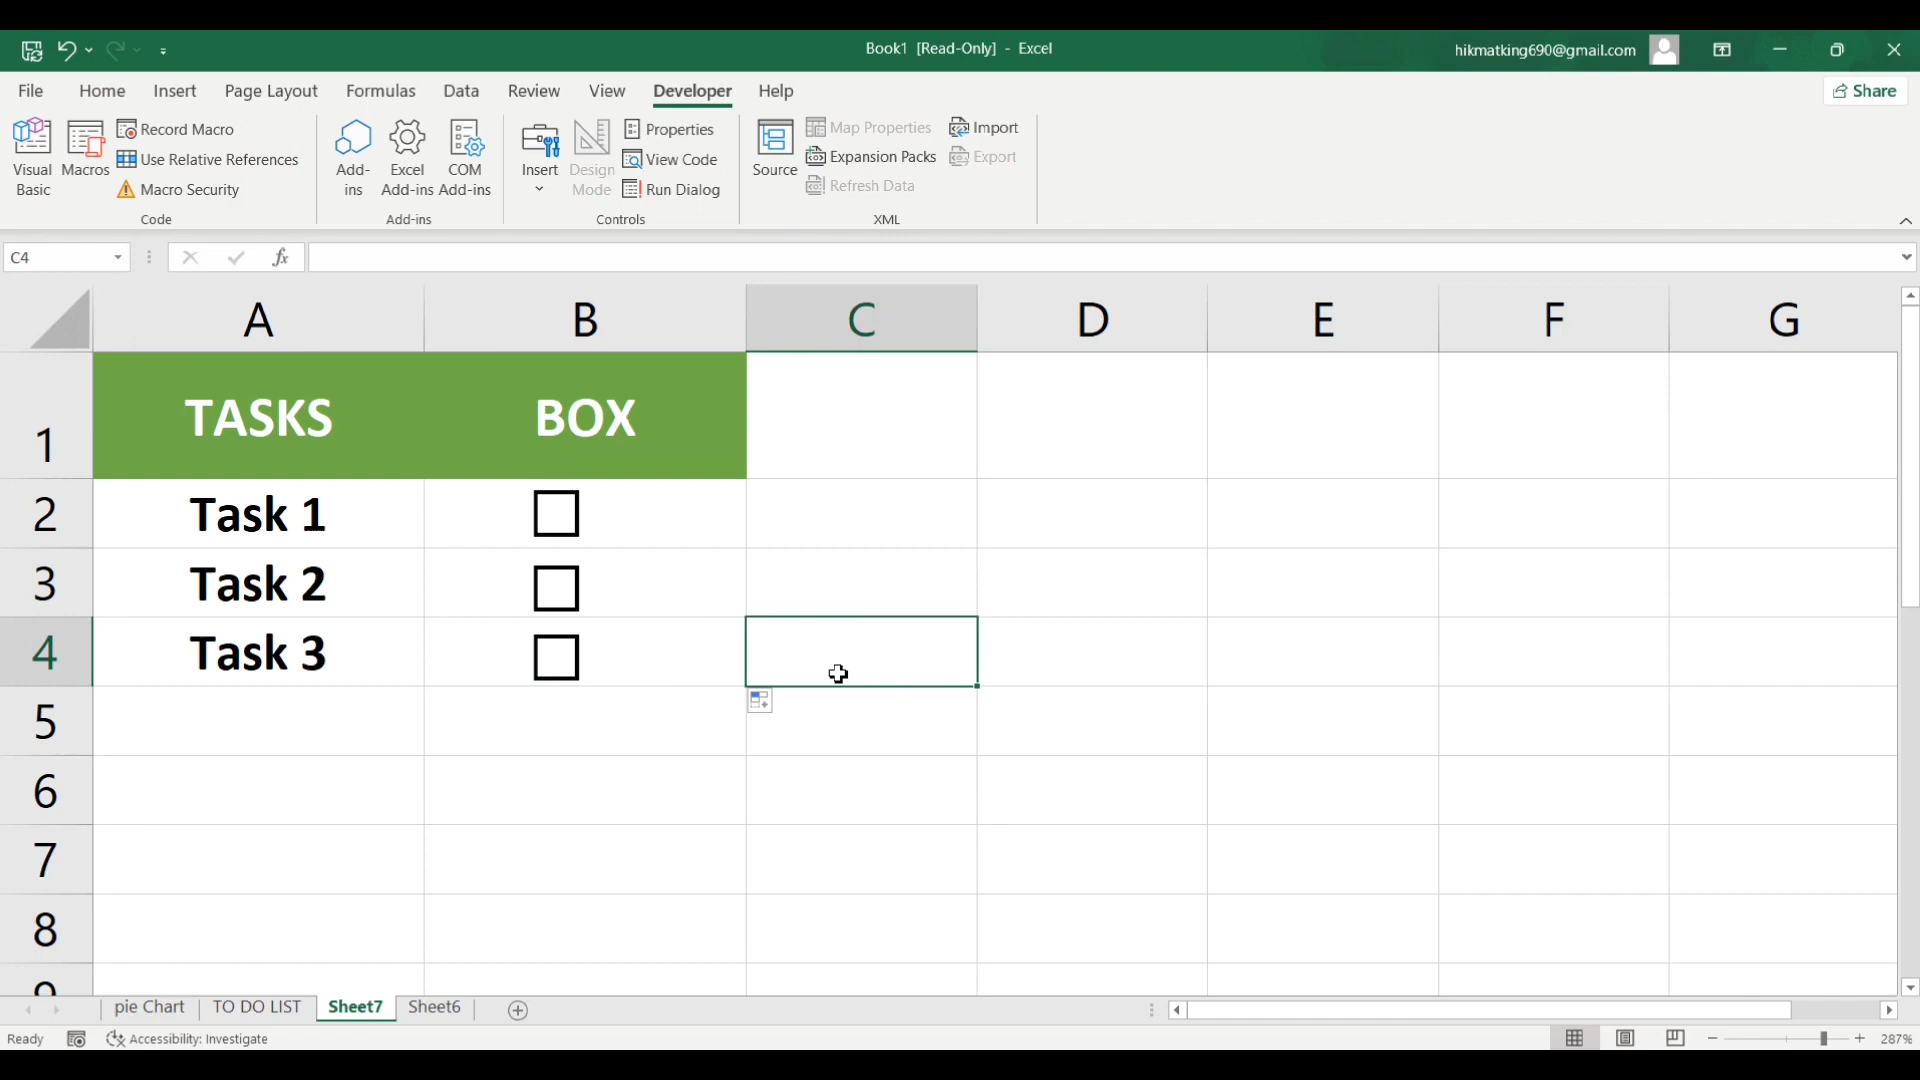 Book1 [Read-Only] - Excel
hikmatking690@gmail.com
File Home Insert Page Layout Formulas Data Review View Developer Help
Share
Visual Basic
Macros
Record Macro
Use Relative References
Macro Security
Code
Add-ins
Excel Add-ins
COM Add-ins
Add-ins
Insert
Design Mode
Properties
View Code
Run Dialog
Controls
Source
Map Properties
Expansion Packs
Refresh Data
Import
Export
XML
C4
fx
A B C D E F G
1 TASKS BOX
2 Task 1
3 Task 2
4 Task 3
5
6
7
8
9
pie Chart TO DO LIST Sheet7 Sheet6
Ready Accessibility: Investigate 287%